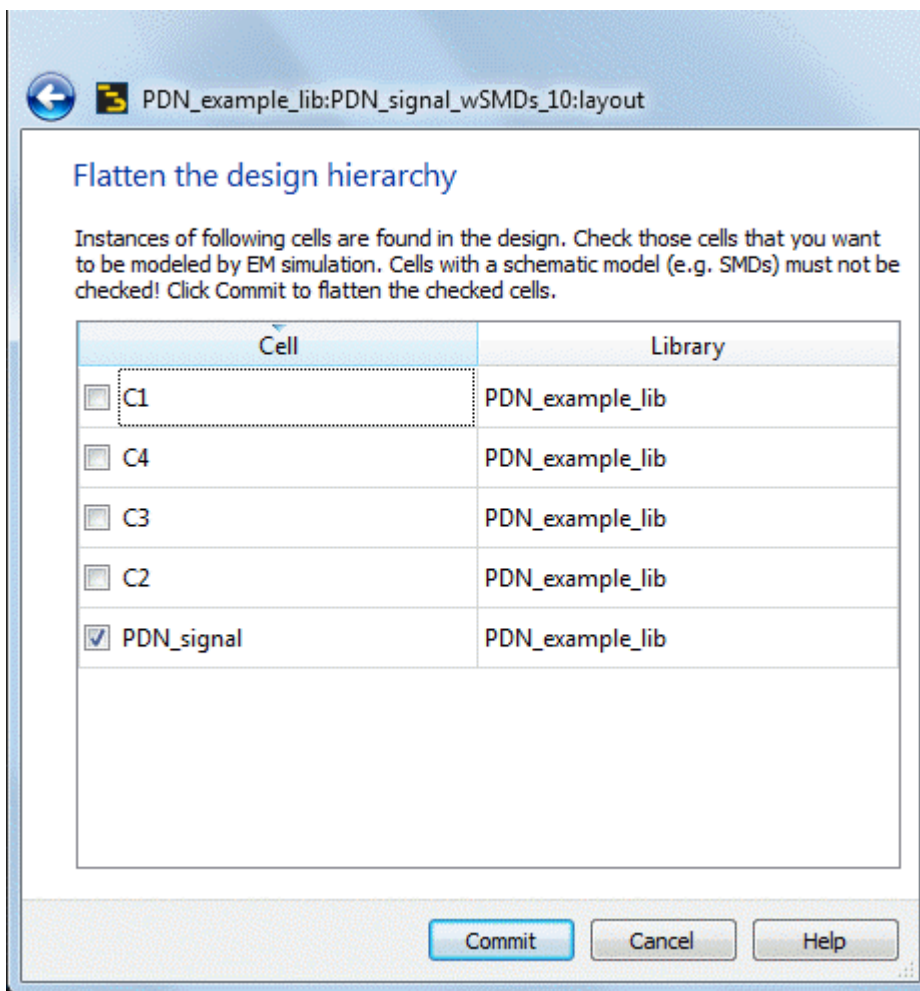 PDN_example_lib:PDN_signal_wSMDs_10:layout
Flatten the design hierarchy
Instances of following cells are found in the design. Check those cells that you want
to be modeled by EM simulation. Cells with a schematic model (e.g. SMDs) must not be
checked! Click Commit to flatten the checked cells.
Cell Library
C1 PDN_example_lib
C4 PDN_example_lib
C3 PDN_example_lib
C2 PDN_example_lib
PDN_signal PDN_example_lib
Commit Cancel Help